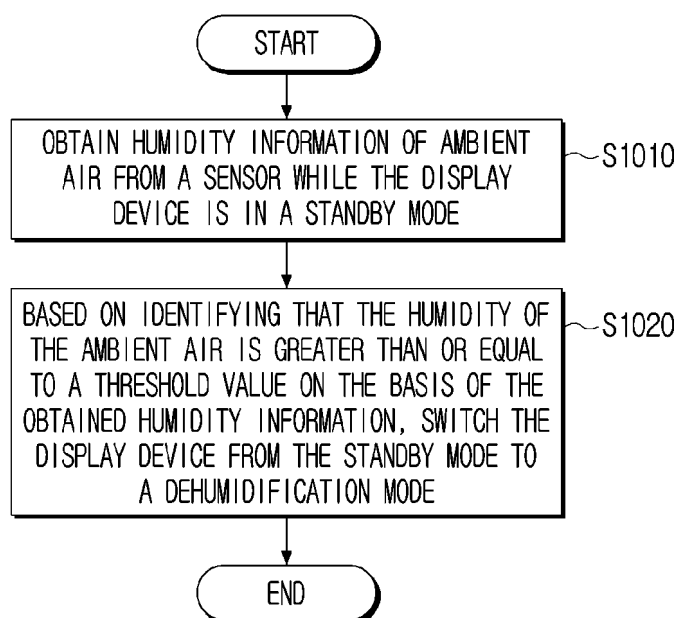 START
OBTAIN HUMIDITY INFORMATION OF AMBIENT
AIR FROM A SENSOR WHILE THE DISPLAY
DEVICE IS IN A STANDBY MODE
S1010
BASED ON IDENTIFYING THAT THE HUMIDITY OF
THE AMBIENT AIR IS GREATER THAN OR EQUAL
TO A THRESHOLD VALUE ON THE BASIS OF THE
OBTAINED HUMIDITY INFORMATION, SWITCH THE
DISPLAY DEVICE FROM THE STANDBY MODE TO
A DEHUMIDIFICATION MODE
S1020
END